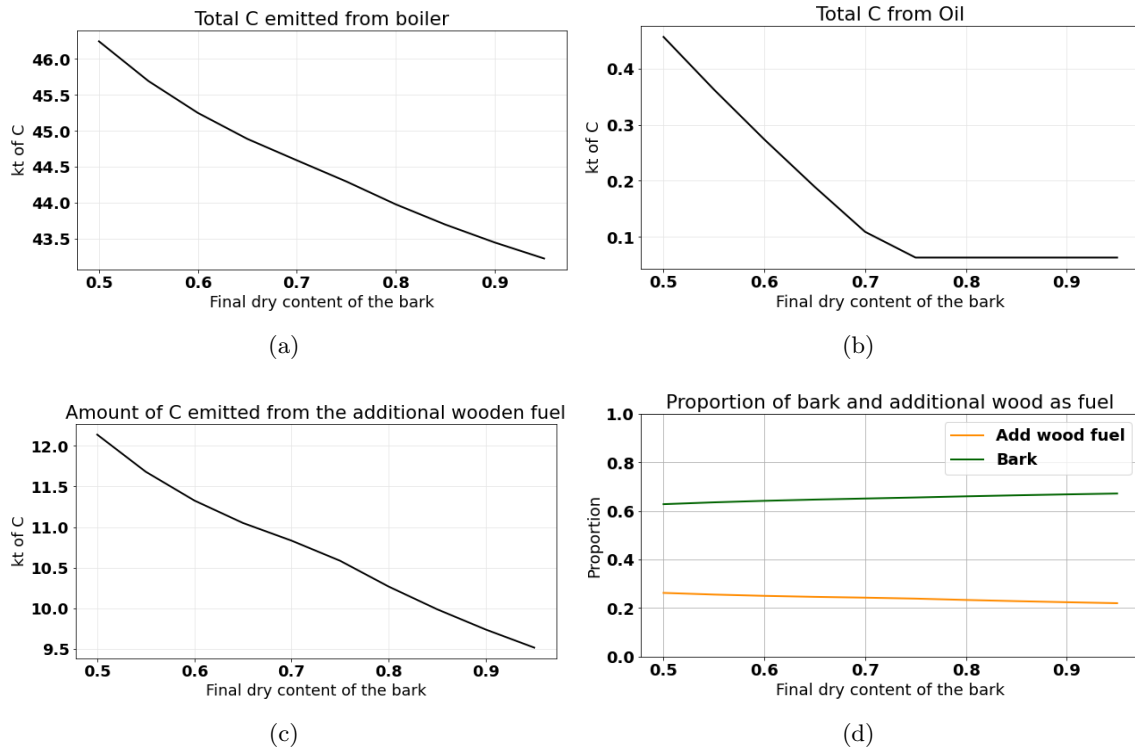 Total C emitted from boiler
kt of C
46.0
45.5
45.0
44.5
44.0
43.5
0.5 0.6 0.7 0.8 0.9
Final dry content of the bark
(a)
Total C from Oil
kt of C
0.4
0.3
0.2
0.1
0.5 0.6 0.7 0.8 0.9
Final dry content of the bark
(b)
Amount of C emitted from the additional wooden fuel
kt of C
12.0
11.5
11.0
10.5
10.0
9.5
0.5 0.6 0.7 0.8 0.9
Final dry content of the bark
(c)
Proportion of bark and additional wood as fuel
Proportion
1.0
0.8
0.6
0.4
0.2
0.0
Add wood fuel
Bark
0.5 0.6 0.7 0.8 0.9
Final dry content of the bark
(d)